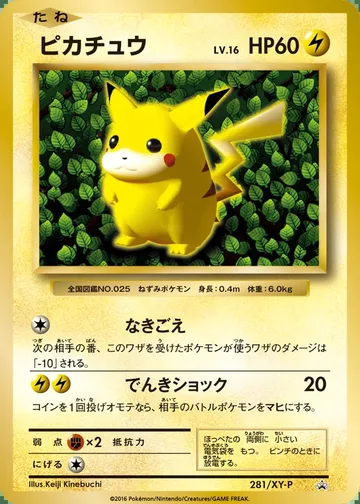 たね
ピカチュウ LV.16 HP60
全国図鑑NO.025 ねずみポケモン 身長：0.4m 体重：6.0kg
なきごえ
次の相手の番、このワザを受けたポケモンが使うワザのダメージは
「-10」される。
でんきショック 20
コインを1回投げオモテなら、相手のバトルポケモンをマヒにする。
弱点 ×2 抵抗力
にげる
ほっぺたの 両側に 小さい
電気袋を もつ。 ピンチのときに
放電する。
Illus.Keiji Kinebuchi 281/XY-P
©2016 Pokémon/Nintendo/Creatures/GAME FREAK.